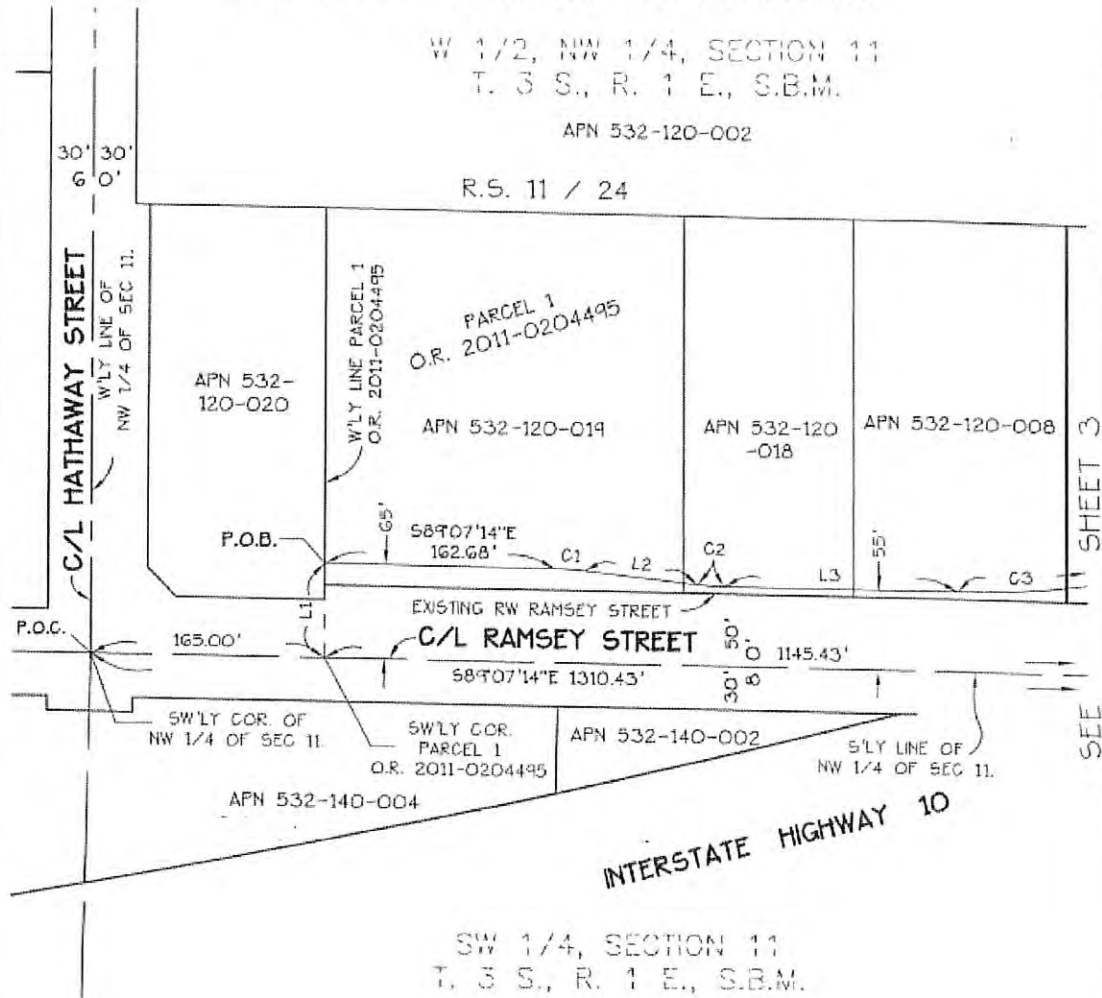 W 1/2, NW 1/4, SECTION 11
T. 3 S., R. 1 E., S.B.M.
APN 532-120-002
30' 30'
6 0'
R.S. 11 / 24
C/L HATHAWAY STREET
W'LY LINE OF
NW 1/4 OF SEC 11.
W'LY LINE PARCEL 1
O.R. 2011-0204495
PARCEL 1
O.R. 2011-0204495
APN 532-
120-020
APN 532-120-019
APN 532-120
-018
APN 532-120-008
SEE SHEET 3
P.O.B.
65'
S89°07'14"E
162.68'
C1
L2
C2
L3
55'
C3
L1
EXISTING RW RAMSEY STREET
P.O.C.
165.00'
C/L RAMSEY STREET
50'
8 0'
30'
1145.43'
S89°07'14"E 1310.43'
SW'LY COR. OF
NW 1/4 OF SEC 11.
SW'LY COR.
PARCEL 1
O.R. 2011-0204495
APN 532-140-002
S'LY LINE OF
NW 1/4 OF SEC 11.
APN 532-140-004
INTERSTATE HIGHWAY 10
SW 1/4, SECTION 11
T. 3 S., R. 1 E., S.B.M.